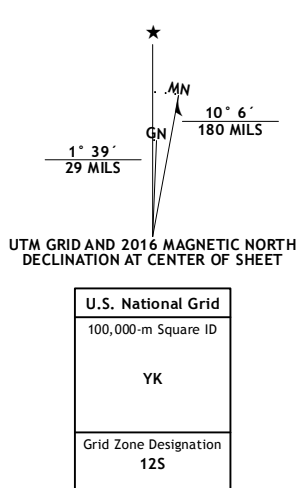 ★
MN
GN
10° 6´
180 MILS
1° 39´
29 MILS
UTM GRID AND 2016 MAGNETIC NORTH
DECLINATION AT CENTER OF SHEET
U.S. National Grid
100,000-m Square ID
YK
Grid Zone Designation
12S